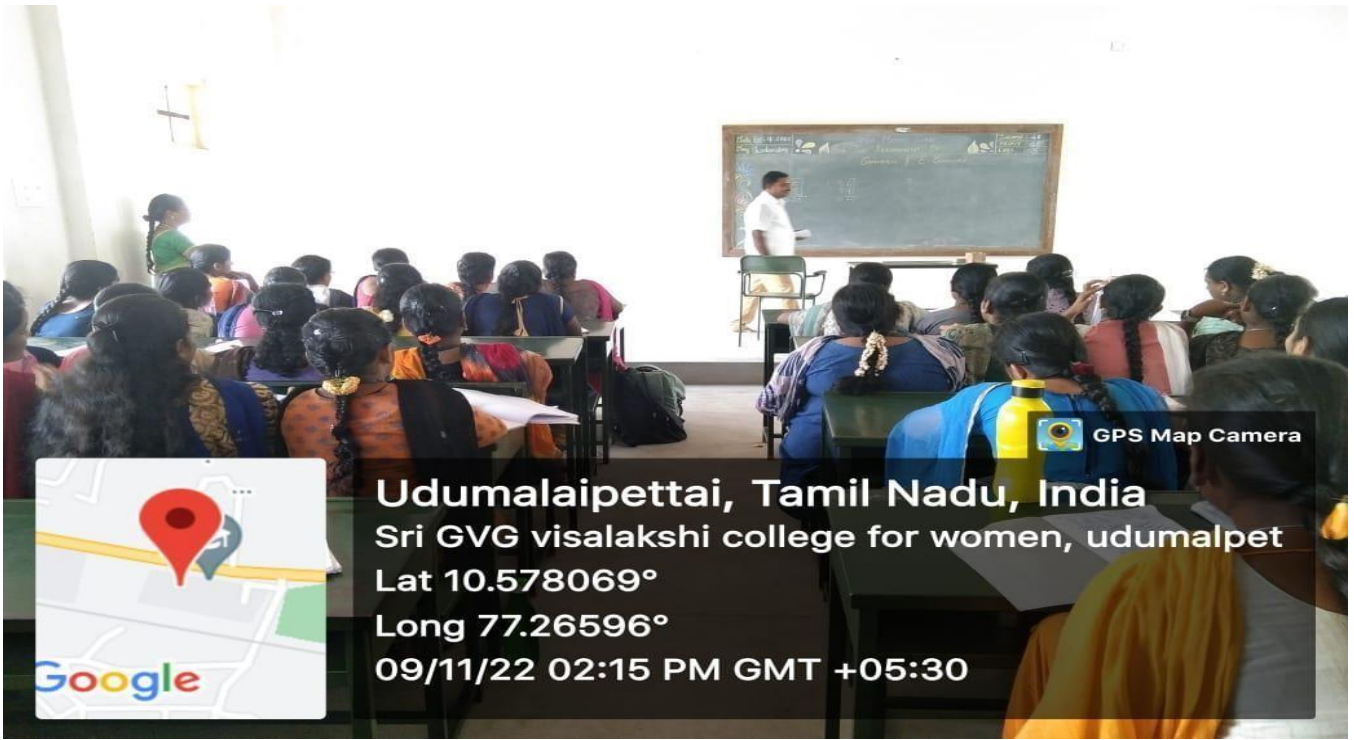 GPS Map Camera
Udumalaipettai, Tamil Nadu, India
Sri GVG visalakshi college for women, udumalpet
Lat 10.578069°
Long 77.26596°
09/11/22 02:15 PM GMT +05:30
Google